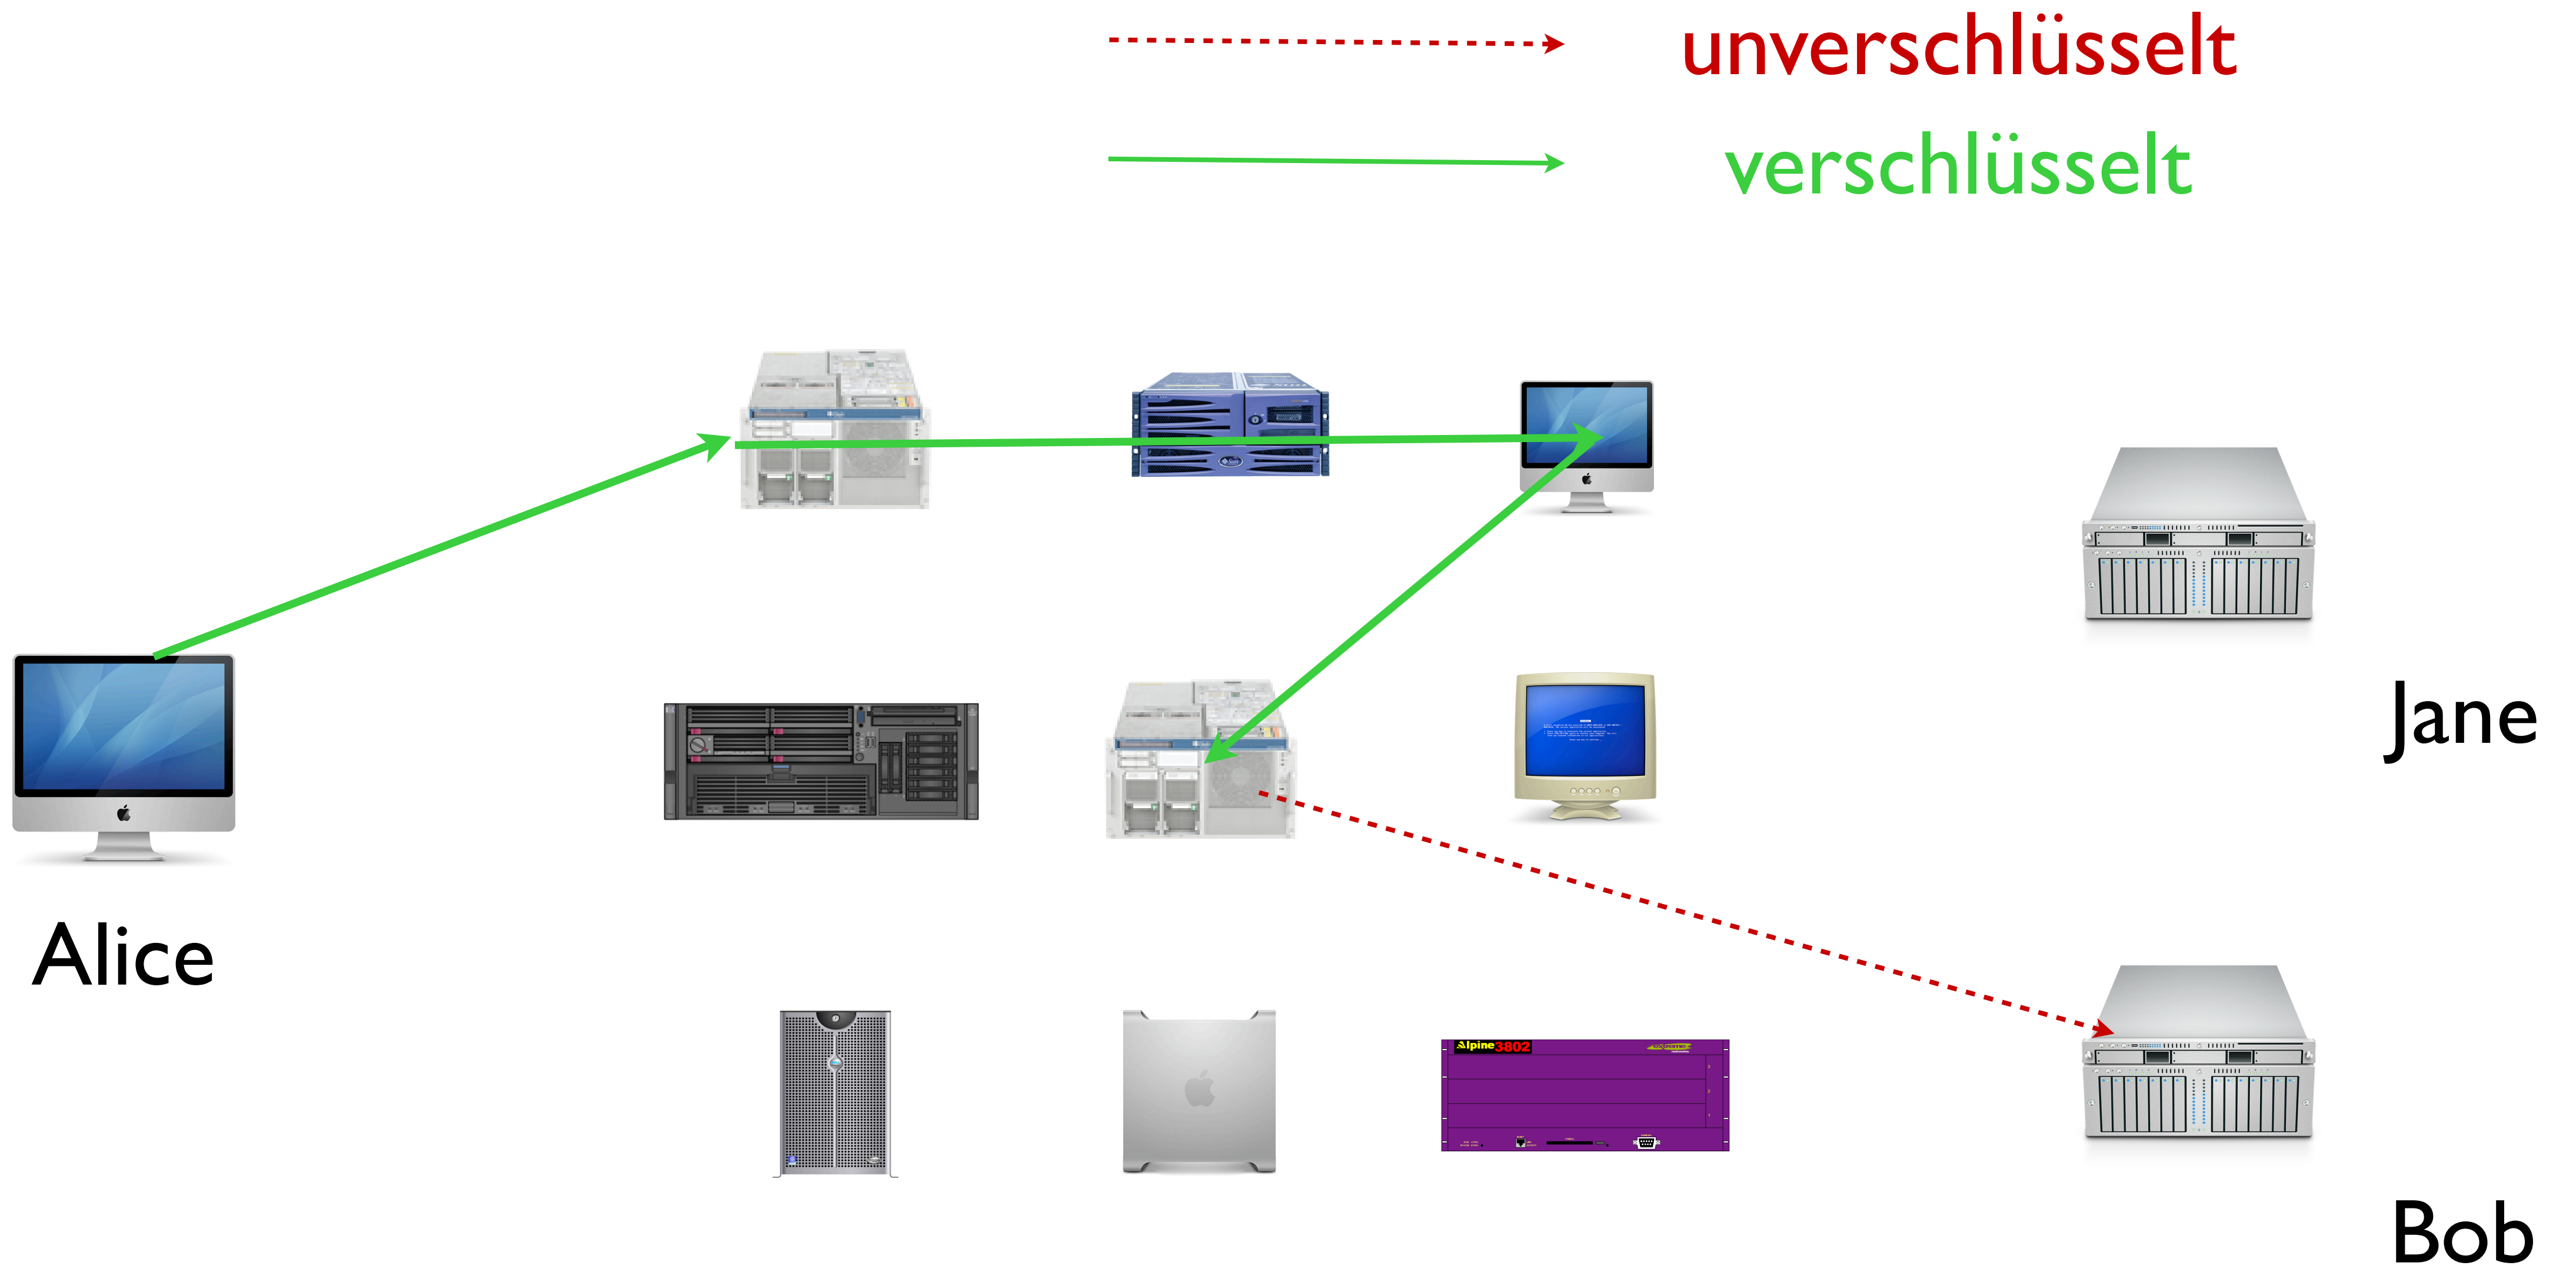 unverschlüsselt
verschlüsselt
Jane
Alice
Alpine3802
Bob